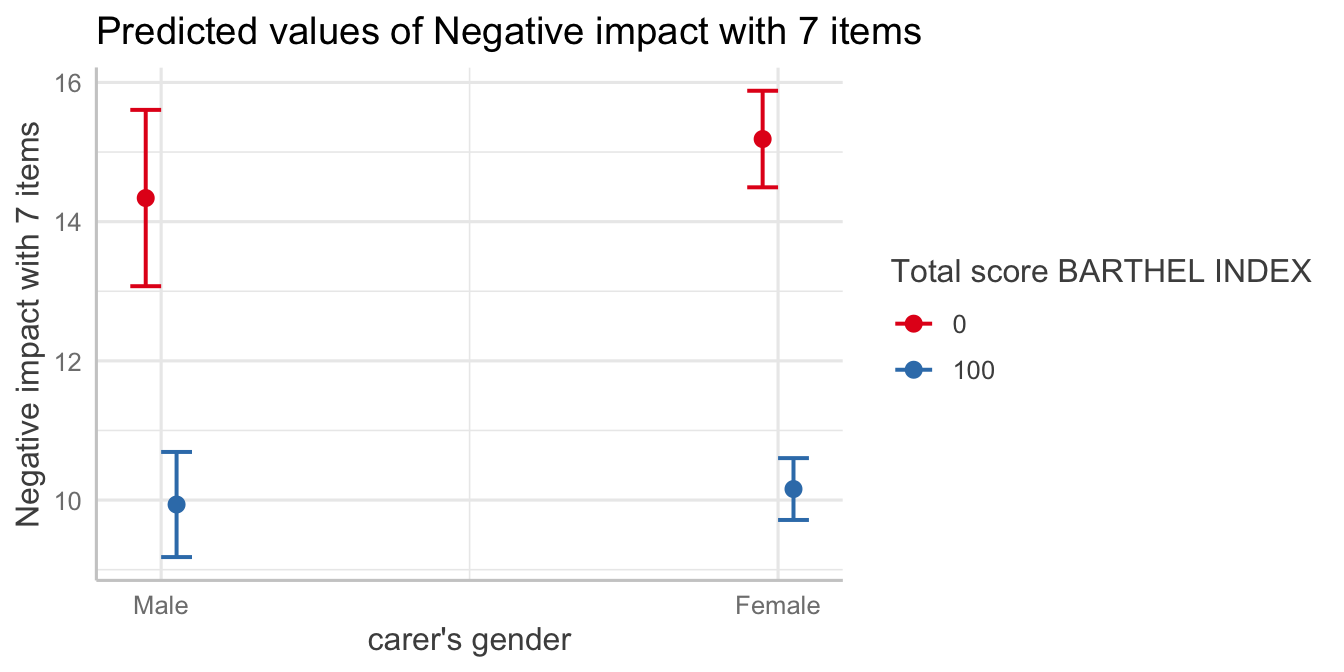 Predicted values of Negative impact with 7 items
Negative impact with 7 items
16
14
12
10
Male
Female
carer's gender
Total score BARTHEL INDEX
0
100